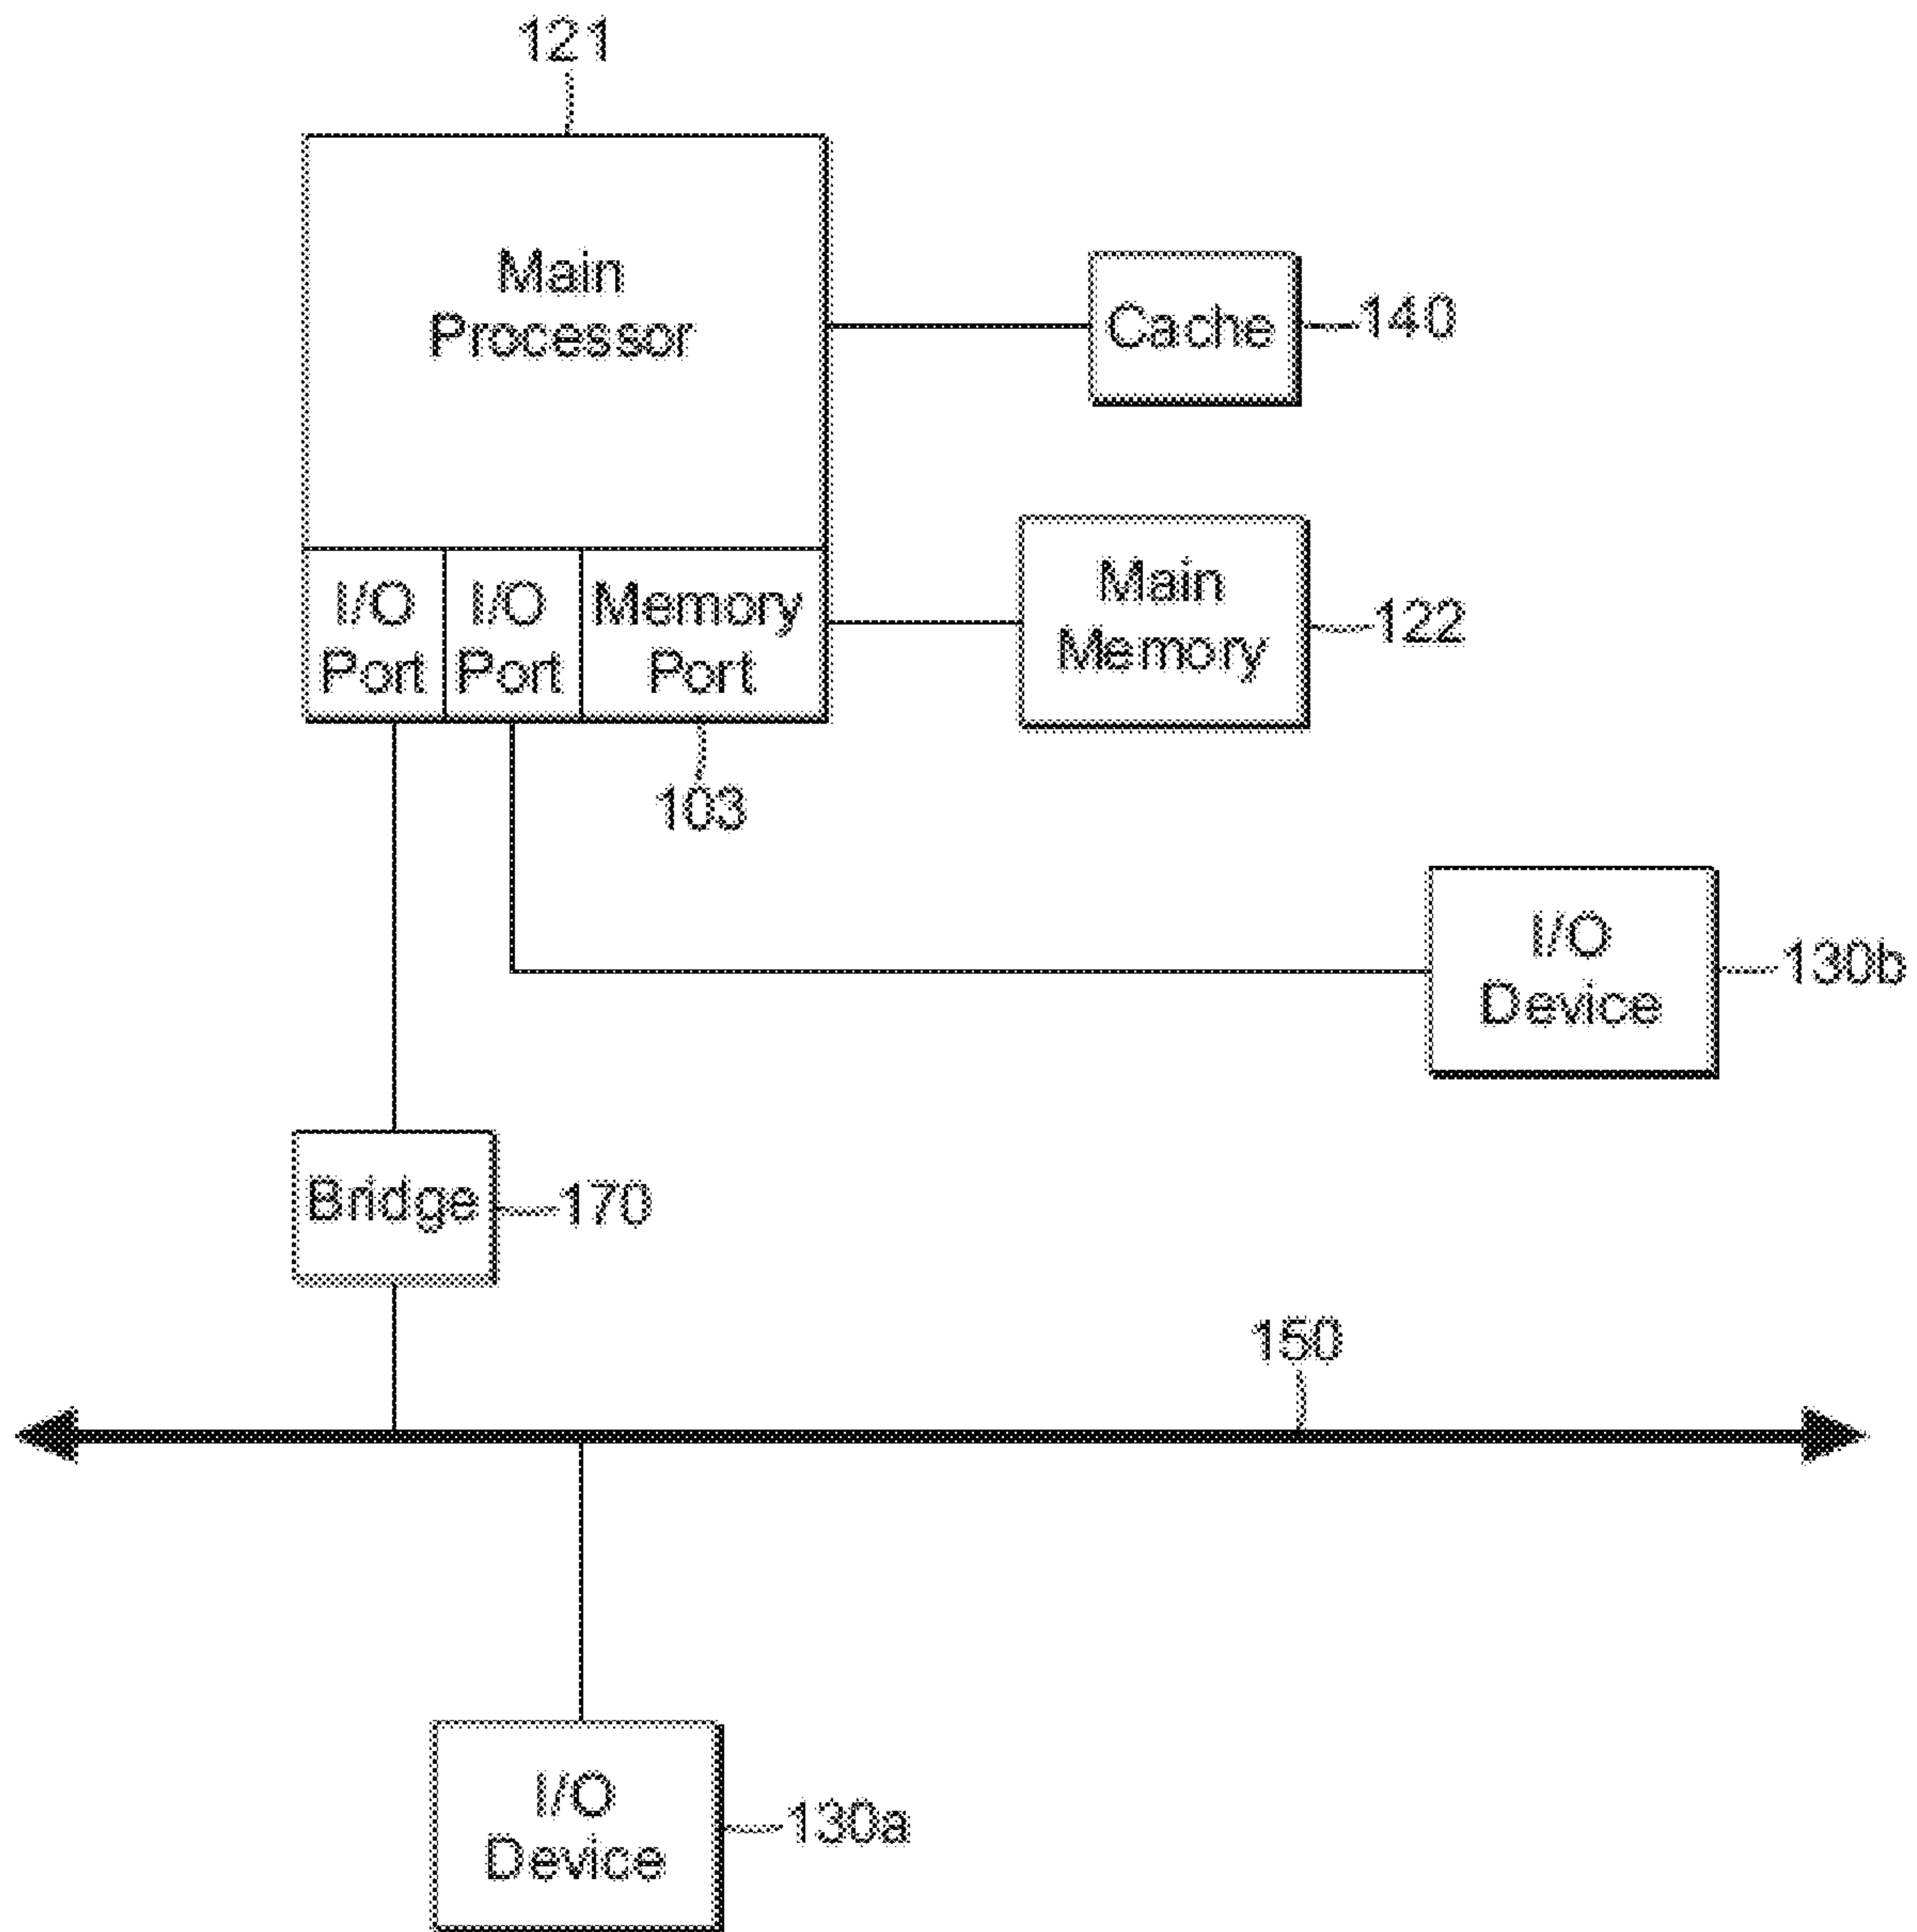 121
Main
Processor
Cache
140
I/O
Port
I/O
Port
Memory
Port
Main
Memory
122
103
I/O
Device
130b
Bridge
170
150
I/O
Device
130a